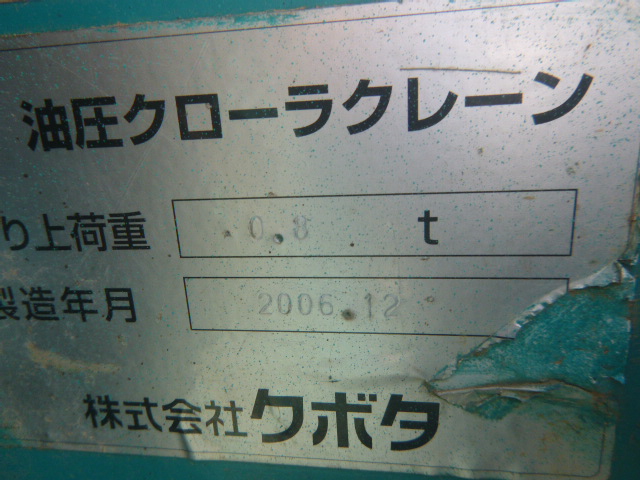 油圧クローラクレーン
り上荷重 0.8 t
製造年月 2006.12
株式会社クボタ